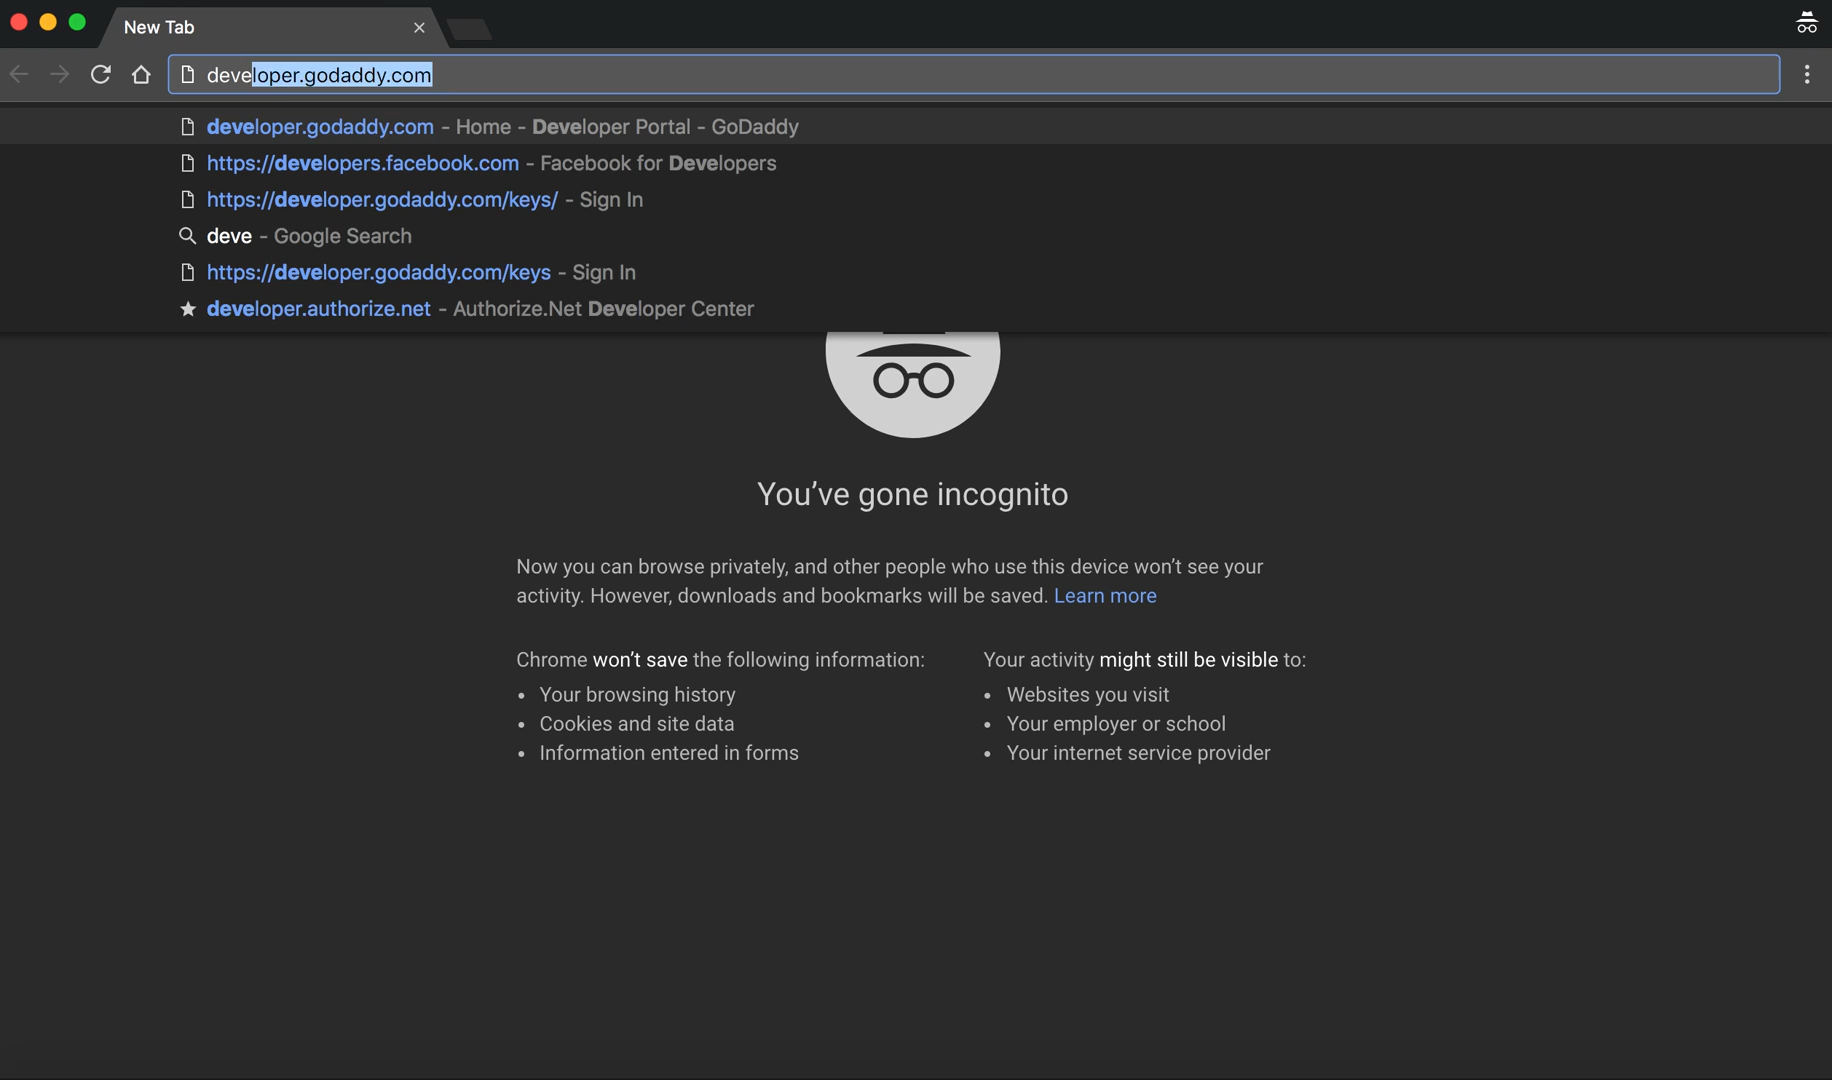 New Tab
developer.godaddy.com
developer.godaddy.com - Home - Developer Portal - GoDaddy
https://developers.facebook.com - Facebook for Developers
https://developer.godaddy.com/keys/ - Sign In
deve - Google Search
https://developer.godaddy.com/keys - Sign In
developer.authorize.net - Authorize.Net Developer Center
You've gone incognito
Now you can browse privately, and other people who use this device won't see your
activity. However, downloads and bookmarks will be saved. Learn more
Chrome won't save the following information:
• Your browsing history
• Cookies and site data
• Information entered in forms
Your activity might still be visible to:
• Websites you visit
• Your employer or school
• Your internet service provider